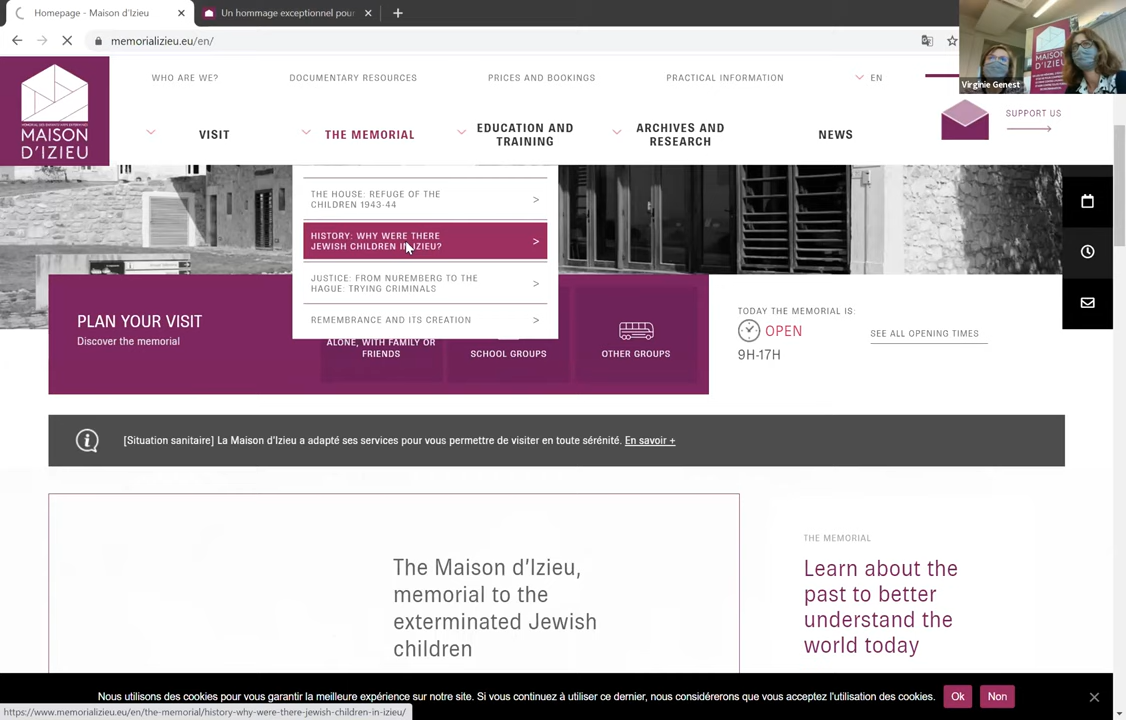 Homepage - Maison d'Izieu
Un hommage exceptionnel pour
memorializieu.eu/en/
Virginie Genest
WHO ARE WE?
DOCUMENTARY RESOURCES
PRICES AND BOOKINGS
PRACTICAL INFORMATION
EN
MAISON
D'IZIEU
VISIT
THE MEMORIAL
EDUCATION AND
TRAINING
ARCHIVES AND
RESEARCH
NEWS
SUPPORT US
THE HOUSE: REFUGE OF THE
CHILDREN 1943-44
HISTORY: WHY WERE THERE
JEWISH CHILDREN IN IZIEU?
JUSTICE: FROM NUREMBERG TO THE
HAGUE: TRYING CRIMINALS
REMEMBRANCE AND ITS CREATION
PLAN YOUR VISIT
Discover the memorial
ALONE, WITH FAMILY OR
FRIENDS
SCHOOL GROUPS
OTHER GROUPS
TODAY THE MEMORIAL IS:
OPEN
9H-17H
SEE ALL OPENING TIMES
[Situation sanitaire] La Maison d'Izieu a adapté ses services pour vous permettre de visiter en toute sérénité. En savoir +
The Maison d'Izieu,
memorial to the
exterminated Jewish
children
THE MEMORIAL
Learn about the
past to better
understand the
world today
Nous utilisons des cookies pour vous garantir la meilleure expérience sur notre site. Si vous continuez à utiliser ce dernier, nous considérerons que vous acceptez l'utilisation des cookies.
Ok
Non
https://www.memorializieu.eu/en/the-memorial/history-why-were-there-jewish-children-in-izieu/